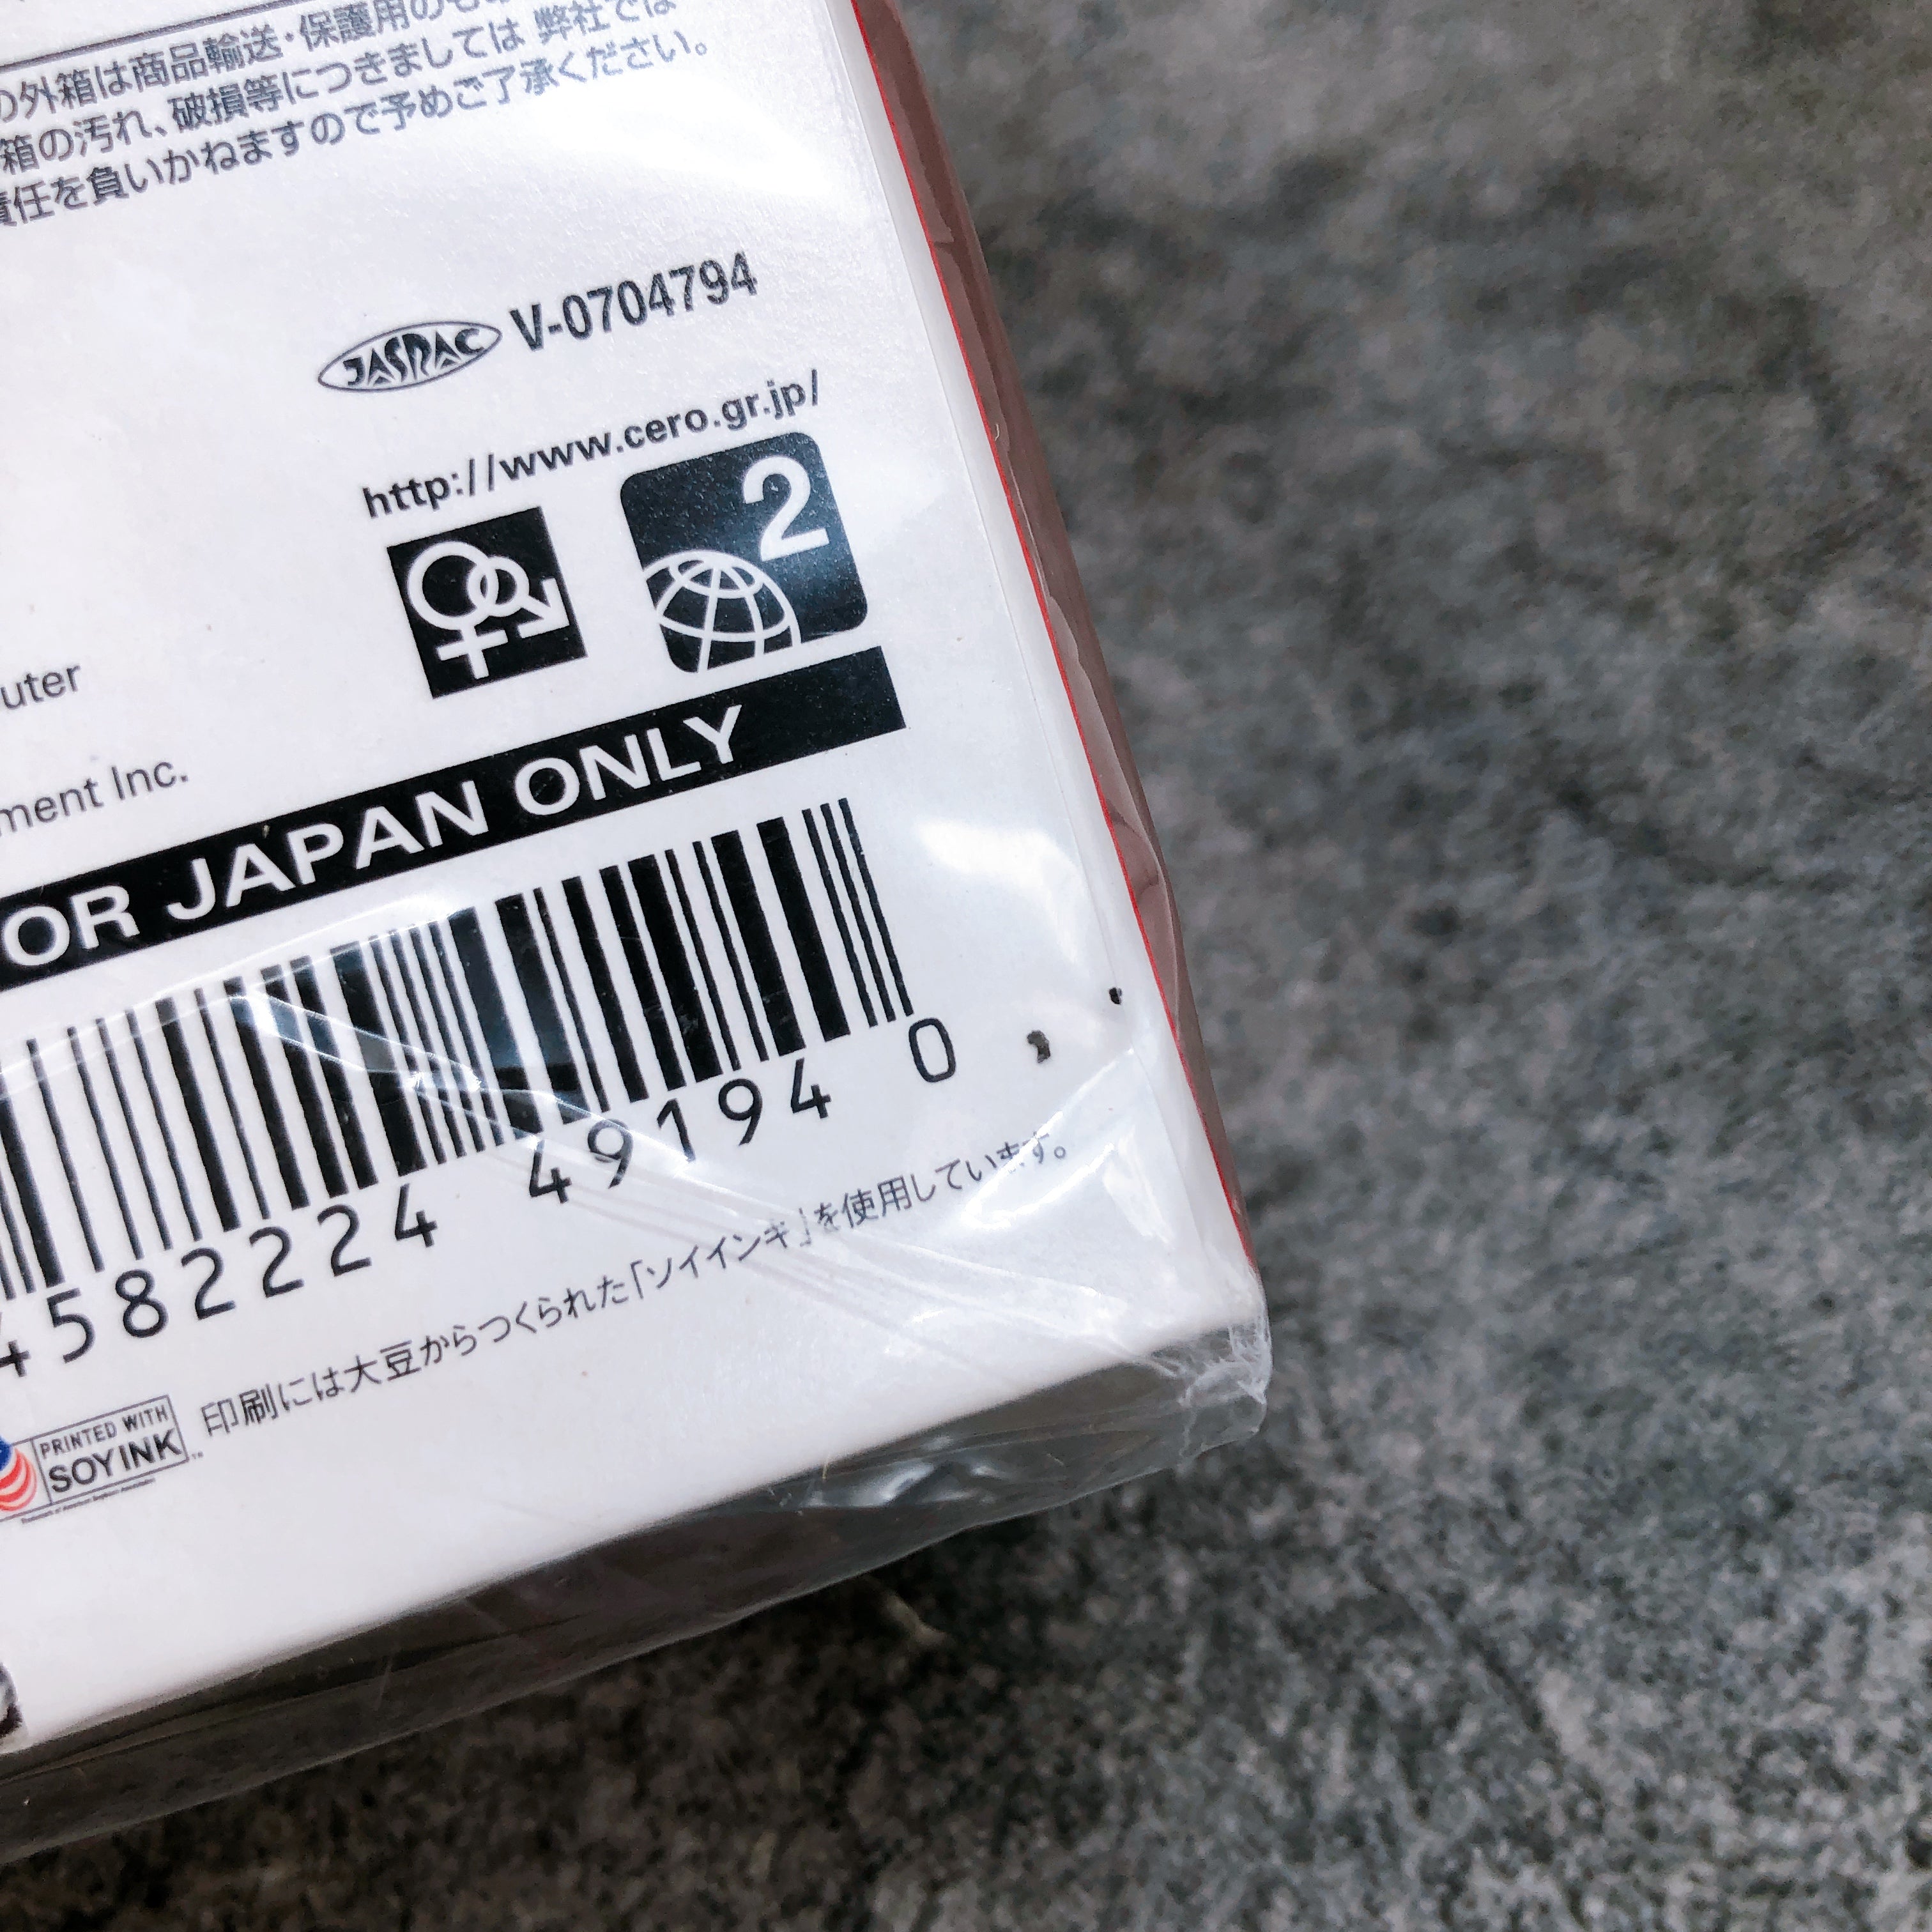 の外箱は商品輸送・保護用のも
箱の汚れ、破損等につきましては 弊社では
責任を負いかねますので予めご了承ください。
JASRAC V-0704794
http://www.cero.gr.jp/
2
uter
ment Inc.
OR JAPAN ONLY
4582224 49194 0
PRINTED WITH
SOY INK™
印刷には大豆からつくられた「ソイインキ」を使用しています。